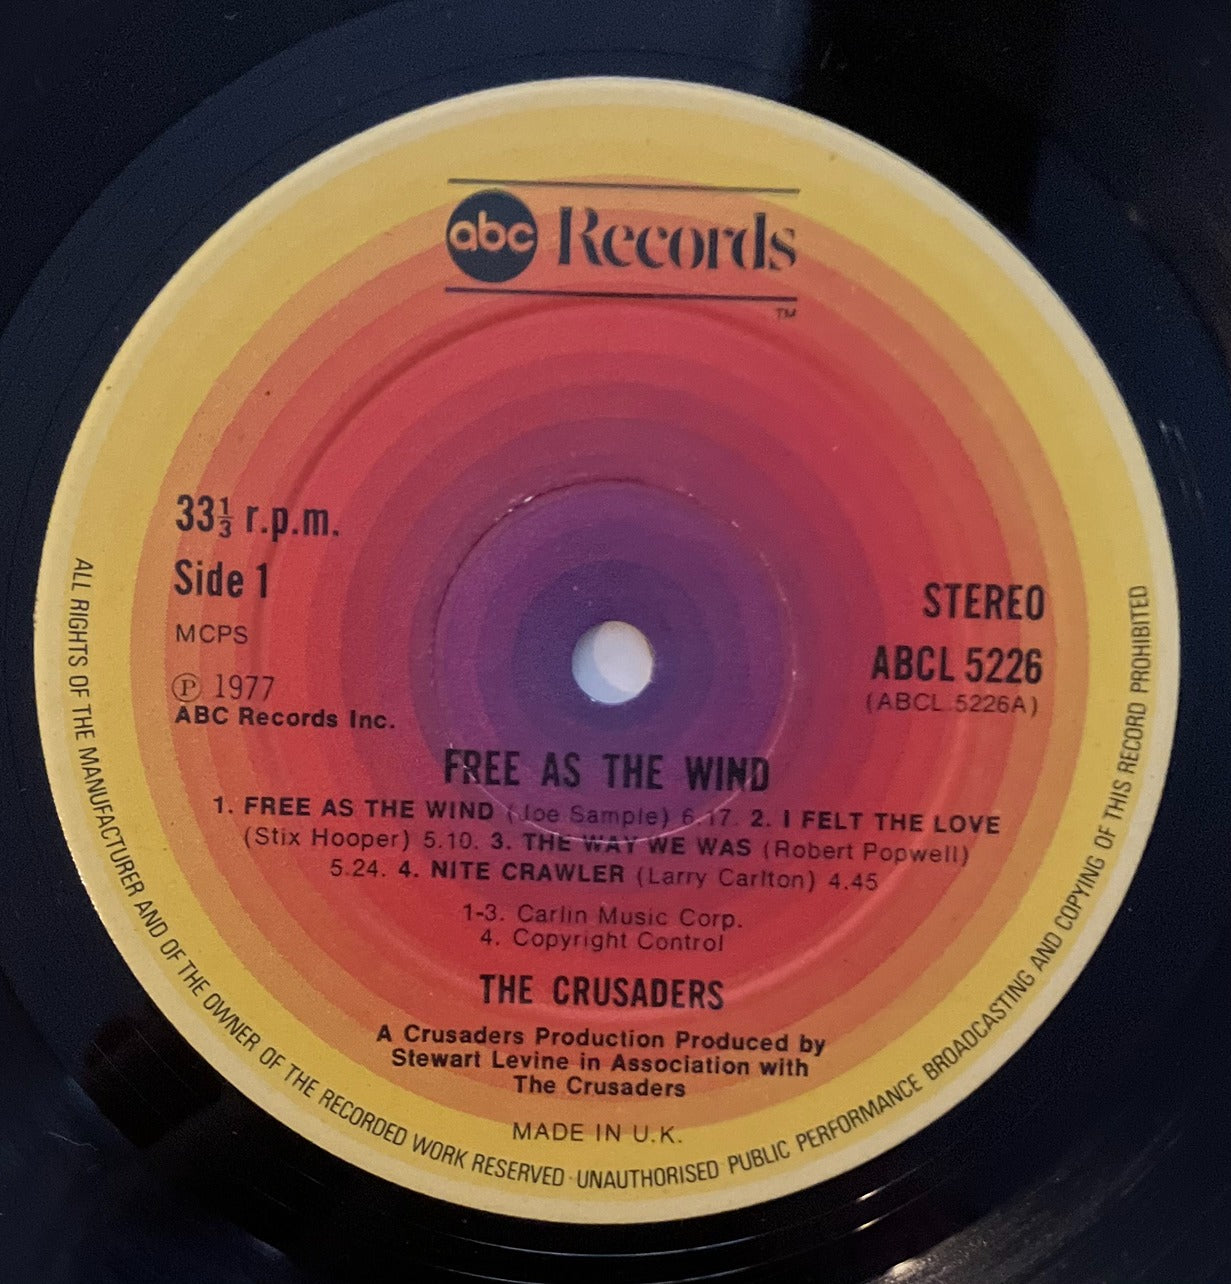 abc Records
TM
33⅓ r.p.m.
Side 1
MCPS
℗ 1977
ABC Records Inc.
STEREO
ABCL 5226
(ABCL 5226A)
FREE AS THE WIND
1. FREE AS THE WIND (Joe Sample) 6.17. 2. I FELT THE LOVE
(Stix Hooper) 5.10. 3. THE WAY WE WAS (Robert Popwell)
5.24. 4. NITE CRAWLER (Larry Carlton) 4.45
1-3. Carlin Music Corp.
4. Copyright Control
THE CRUSADERS
A Crusaders Production Produced by
Stewart Levine in Association with
The Crusaders
MADE IN U.K.
ALL RIGHTS OF THE MANUFACTURER AND OF THE OWNER OF THE RECORDED WORK RESERVED · UNAUTHORISED PUBLIC PERFORMANCE BROADCASTING AND COPYING OF THIS RECORD PROHIBITED